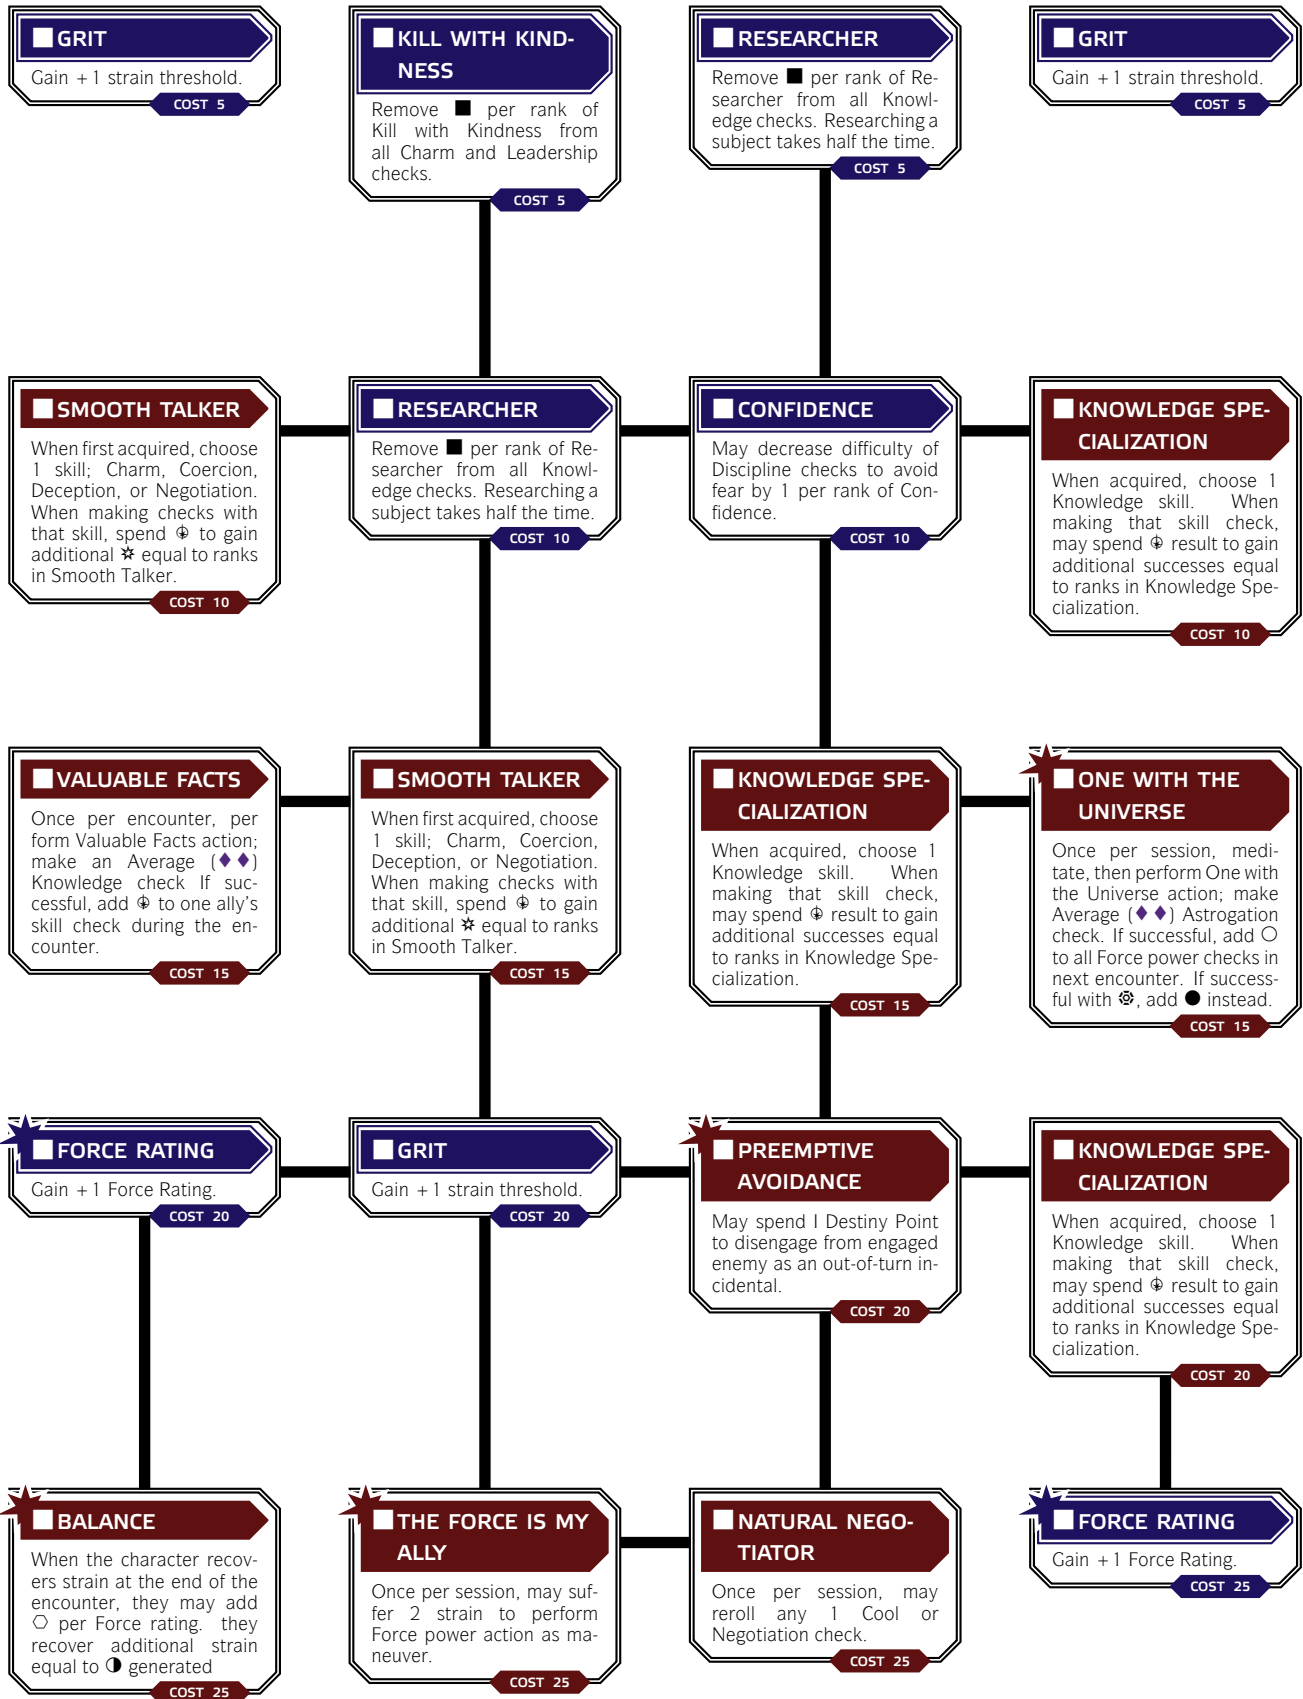 GRIT
Gain +1 strain threshold.
COST 5
KILL WITH KIND-
NESS
Remove ■ per rank of
Kill with Kindness from
all Charm and Leadership
checks.
COST 5
RESEARCHER
Remove ■ per rank of Re-
searcher from all Knowl-
edge checks. Researching a
subject takes half the time.
COST 5
GRIT
Gain +1 strain threshold.
COST 5
SMOOTH TALKER
When first acquired, choose
1 skill; Charm, Coercion,
Deception, or Negotiation.
When making checks with
that skill, spend to gain
additional equal to ranks
in Smooth Talker.
COST 10
RESEARCHER
Remove ■ per rank of Re-
searcher from all Knowl-
edge checks. Researching a
subject takes half the time.
COST 10
CONFIDENCE
May decrease difficulty of
Discipline checks to avoid
fear by 1 per rank of Con-
fidence.
COST 10
KNOWLEDGE SPE-
CIALIZATION
When acquired, choose 1
Knowledge skill. When
making that skill check,
may spend result to gain
additional successes equal
to ranks in Knowledge Spe-
cialization.
COST 10
VALUABLE FACTS
Once per encounter, per
form Valuable Facts action;
make an Average (♦♦)
Knowledge check If suc-
cessful, add to one ally's
skill check during the en-
counter.
COST 15
SMOOTH TALKER
When first acquired, choose
1 skill; Charm, Coercion,
Deception, or Negotiation.
When making checks with
that skill, spend to gain
additional equal to ranks
in Smooth Talker.
COST 15
KNOWLEDGE SPE-
CIALIZATION
When acquired, choose 1
Knowledge skill. When
making that skill check,
may spend result to gain
additional successes equal
to ranks in Knowledge Spe-
cialization.
COST 15
ONE WITH THE
UNIVERSE
Once per session, medi-
tate, then perform One with
the Universe action; make
Average (♦♦) Astrogation
check. If successful, add ○
to all Force power checks in
next encounter. If success-
ful with , add ● instead.
COST 15
FORCE RATING
Gain +1 Force Rating.
COST 20
GRIT
Gain +1 strain threshold.
COST 20
PREEMPTIVE
AVOIDANCE
May spend I Destiny Point
to disengage from engaged
enemy as an out-of-turn in-
cidental.
COST 20
KNOWLEDGE SPE-
CIALIZATION
When acquired, choose 1
Knowledge skill. When
making that skill check,
may spend result to gain
additional successes equal
to ranks in Knowledge Spe-
cialization.
COST 20
BALANCE
When the character recov-
ers strain at the end of the
encounter, they may add
⬡ per Force rating. they
recover additional strain
equal to ◑ generated
COST 25
THE FORCE IS MY
ALLY
Once per session, may suf-
fer 2 strain to perform
Force power action as ma-
neuver.
COST 25
NATURAL NEGO-
TIATOR
Once per session, may
reroll any 1 Cool or
Negotiation check.
COST 25
FORCE RATING
Gain +1 Force Rating.
COST 25